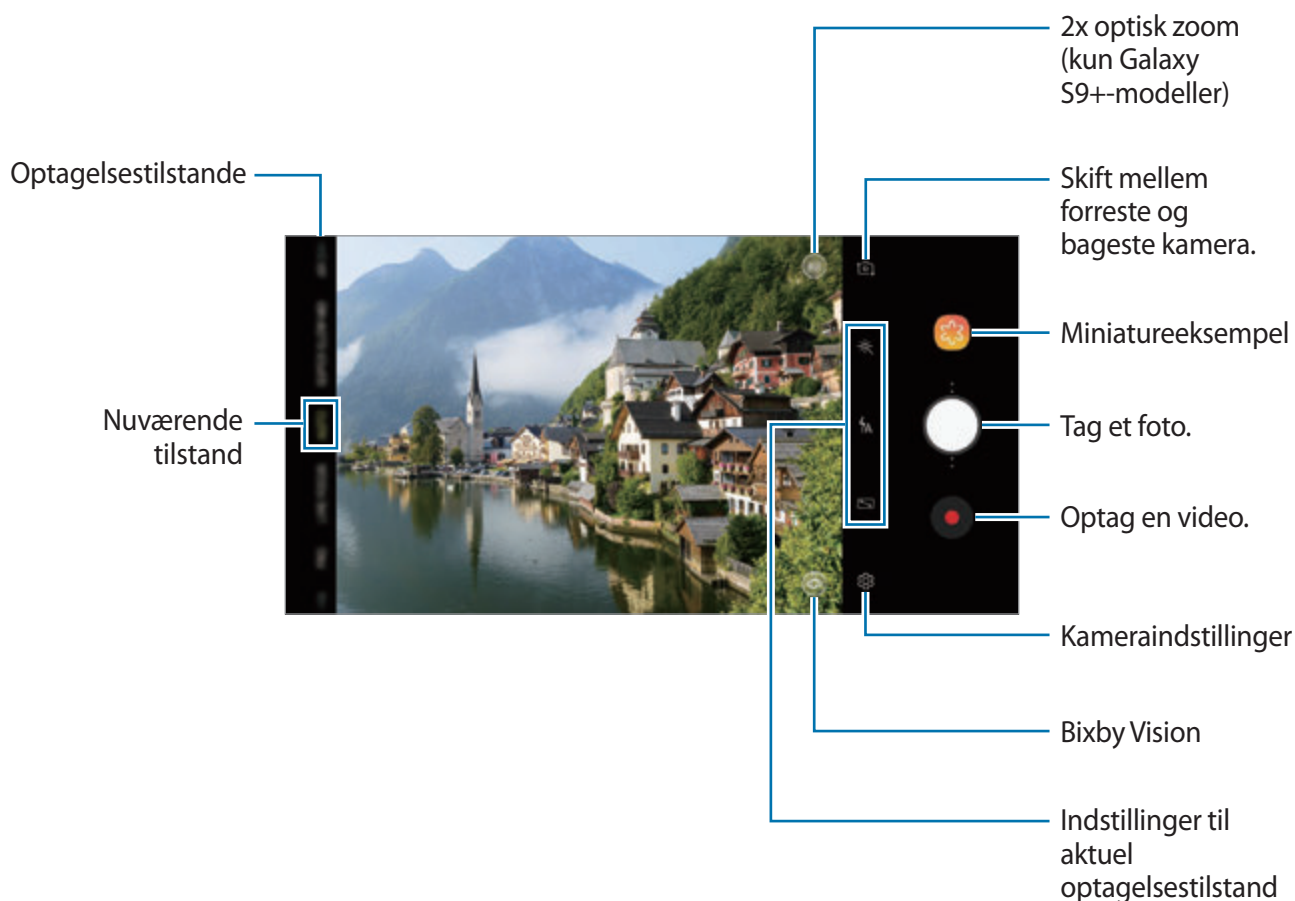 2x optisk zoom
(kun Galaxy
S9+-modeller)
Optagelsestilstande
Skift mellem
forreste og
bageste kamera.
Miniatureeksempel
Nuværende
tilstand
Tag et foto.
Optag en video.
Kameraindstillinger
Bixby Vision
Indstillinger til
aktuel
optagelsestilstand